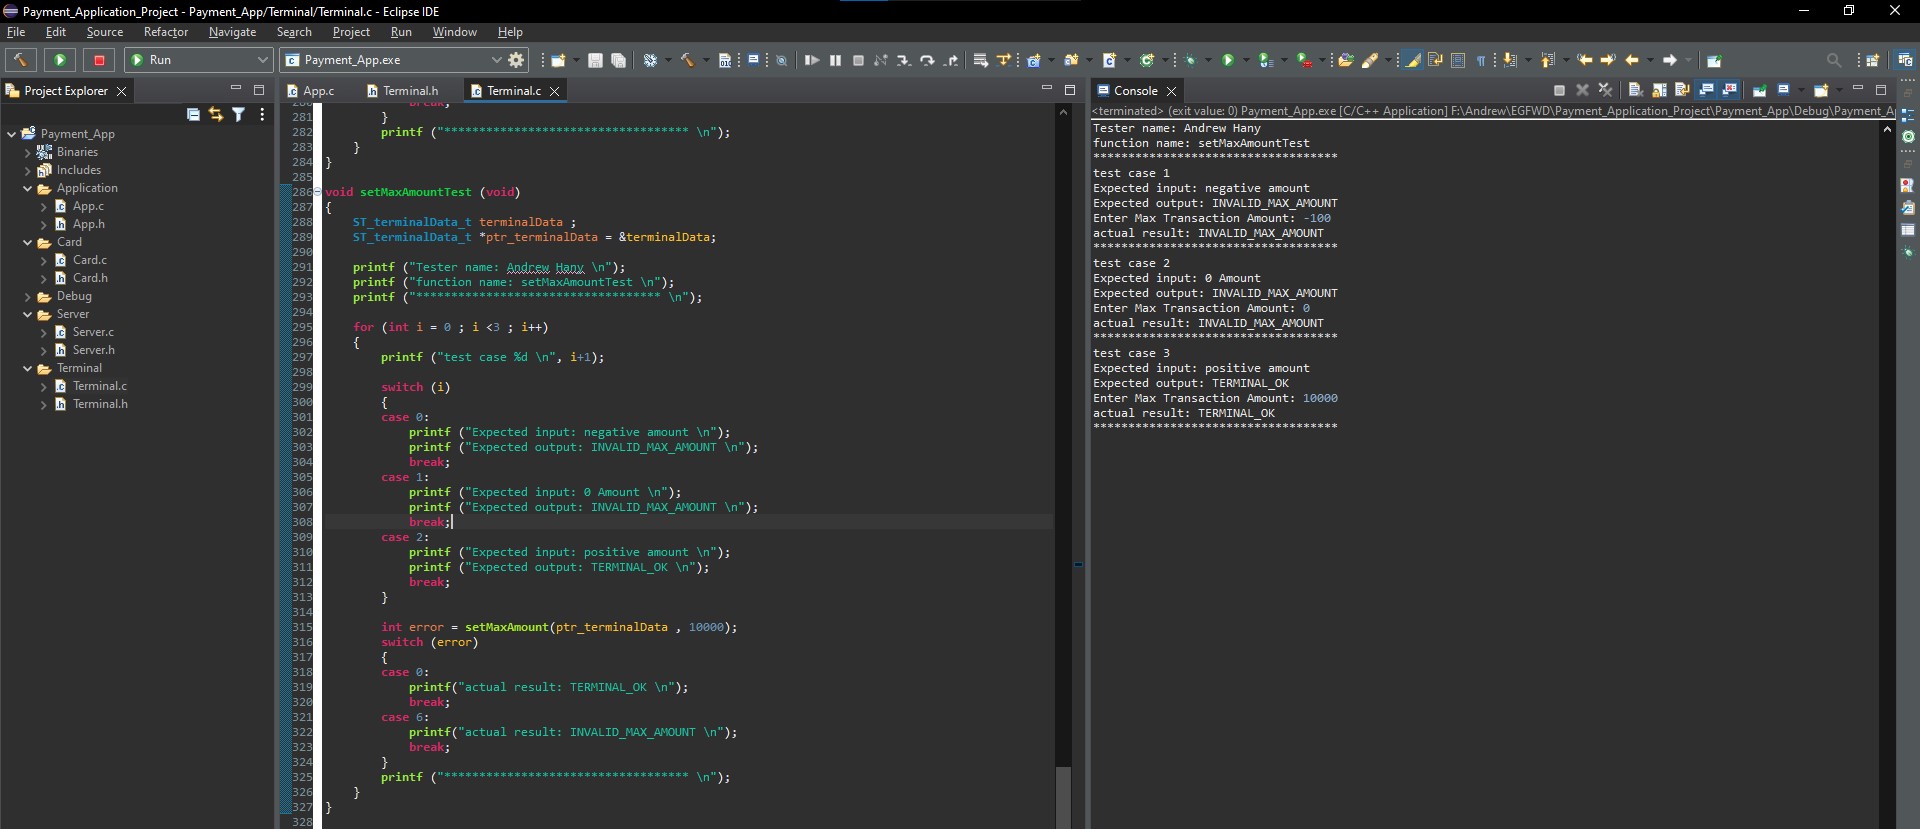 Payment_Application_Project - Payment_App/Terminal/Terminal.c - Eclipse IDE
File Edit Source Refactor Navigate Search Project Run Window Help
Run
Payment_App.exe
Project Explorer
Payment_App
Binaries
Includes
Application
App.c
App.h
Card
Card.c
Card.h
Debug
Server
Server.c
Server.h
Terminal
Terminal.c
Terminal.h
App.c Terminal.h Terminal.c
280 break;
281 }
282 printf ("*********************************** \n");
283 }
284 }
285
286 void setMaxAmountTest (void)
287 {
288 ST_terminalData_t terminalData ;
289 ST_terminalData_t *ptr_terminalData = &terminalData;
290
291 printf ("Tester name: Andrew Hany \n");
292 printf ("function name: setMaxAmountTest \n");
293 printf ("*********************************** \n");
294
295 for (int i = 0 ; i <3 ; i++)
296 {
297 printf ("test case %d \n", i+1);
298
299 switch (i)
300 {
301 case 0:
302 printf ("Expected input: negative amount \n");
303 printf ("Expected output: INVALID_MAX_AMOUNT \n");
304 break;
305 case 1:
306 printf ("Expected input: 0 Amount \n");
307 printf ("Expected output: INVALID_MAX_AMOUNT \n");
308 break;
309 case 2:
310 printf ("Expected input: positive amount \n");
311 printf ("Expected output: TERMINAL_OK \n");
312 break;
313 }
314
315 int error = setMaxAmount(ptr_terminalData , 10000);
316 switch (error)
317 {
318 case 0:
319 printf("actual result: TERMINAL_OK \n");
320 break;
321 case 6:
322 printf("actual result: INVALID_MAX_AMOUNT \n");
323 break;
324 }
325 printf ("*********************************** \n");
326 }
327 }
328
Console
<terminated> (exit value: 0) Payment_App.exe [C/C++ Application] F:\Andrew\EGFWD\Payment_Application_Project\Payment_App\Debug\Payment_A
Tester name: Andrew Hany
function name: setMaxAmountTest
***********************************
test case 1
Expected input: negative amount
Expected output: INVALID_MAX_AMOUNT
Enter Max Transaction Amount: -100
actual result: INVALID_MAX_AMOUNT
***********************************
test case 2
Expected input: 0 Amount
Expected output: INVALID_MAX_AMOUNT
Enter Max Transaction Amount: 0
actual result: INVALID_MAX_AMOUNT
***********************************
test case 3
Expected input: positive amount
Expected output: TERMINAL_OK
Enter Max Transaction Amount: 10000
actual result: TERMINAL_OK
***********************************